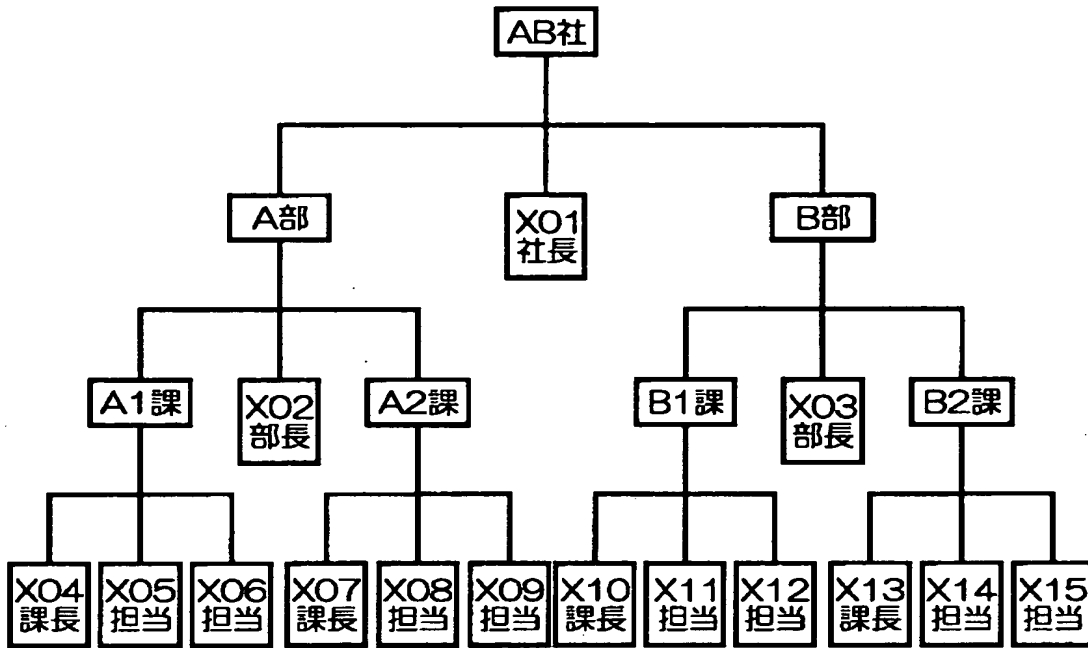 AB社
A部
X01
社長
B部
A1課
X02
部長
A2課
B1課
X03
部長
B2課
X04
課長
X05
担当
X06
担当
X07
課長
X08
担当
X09
担当
X10
課長
X11
担当
X12
担当
X13
課長
X14
担当
X15
担当